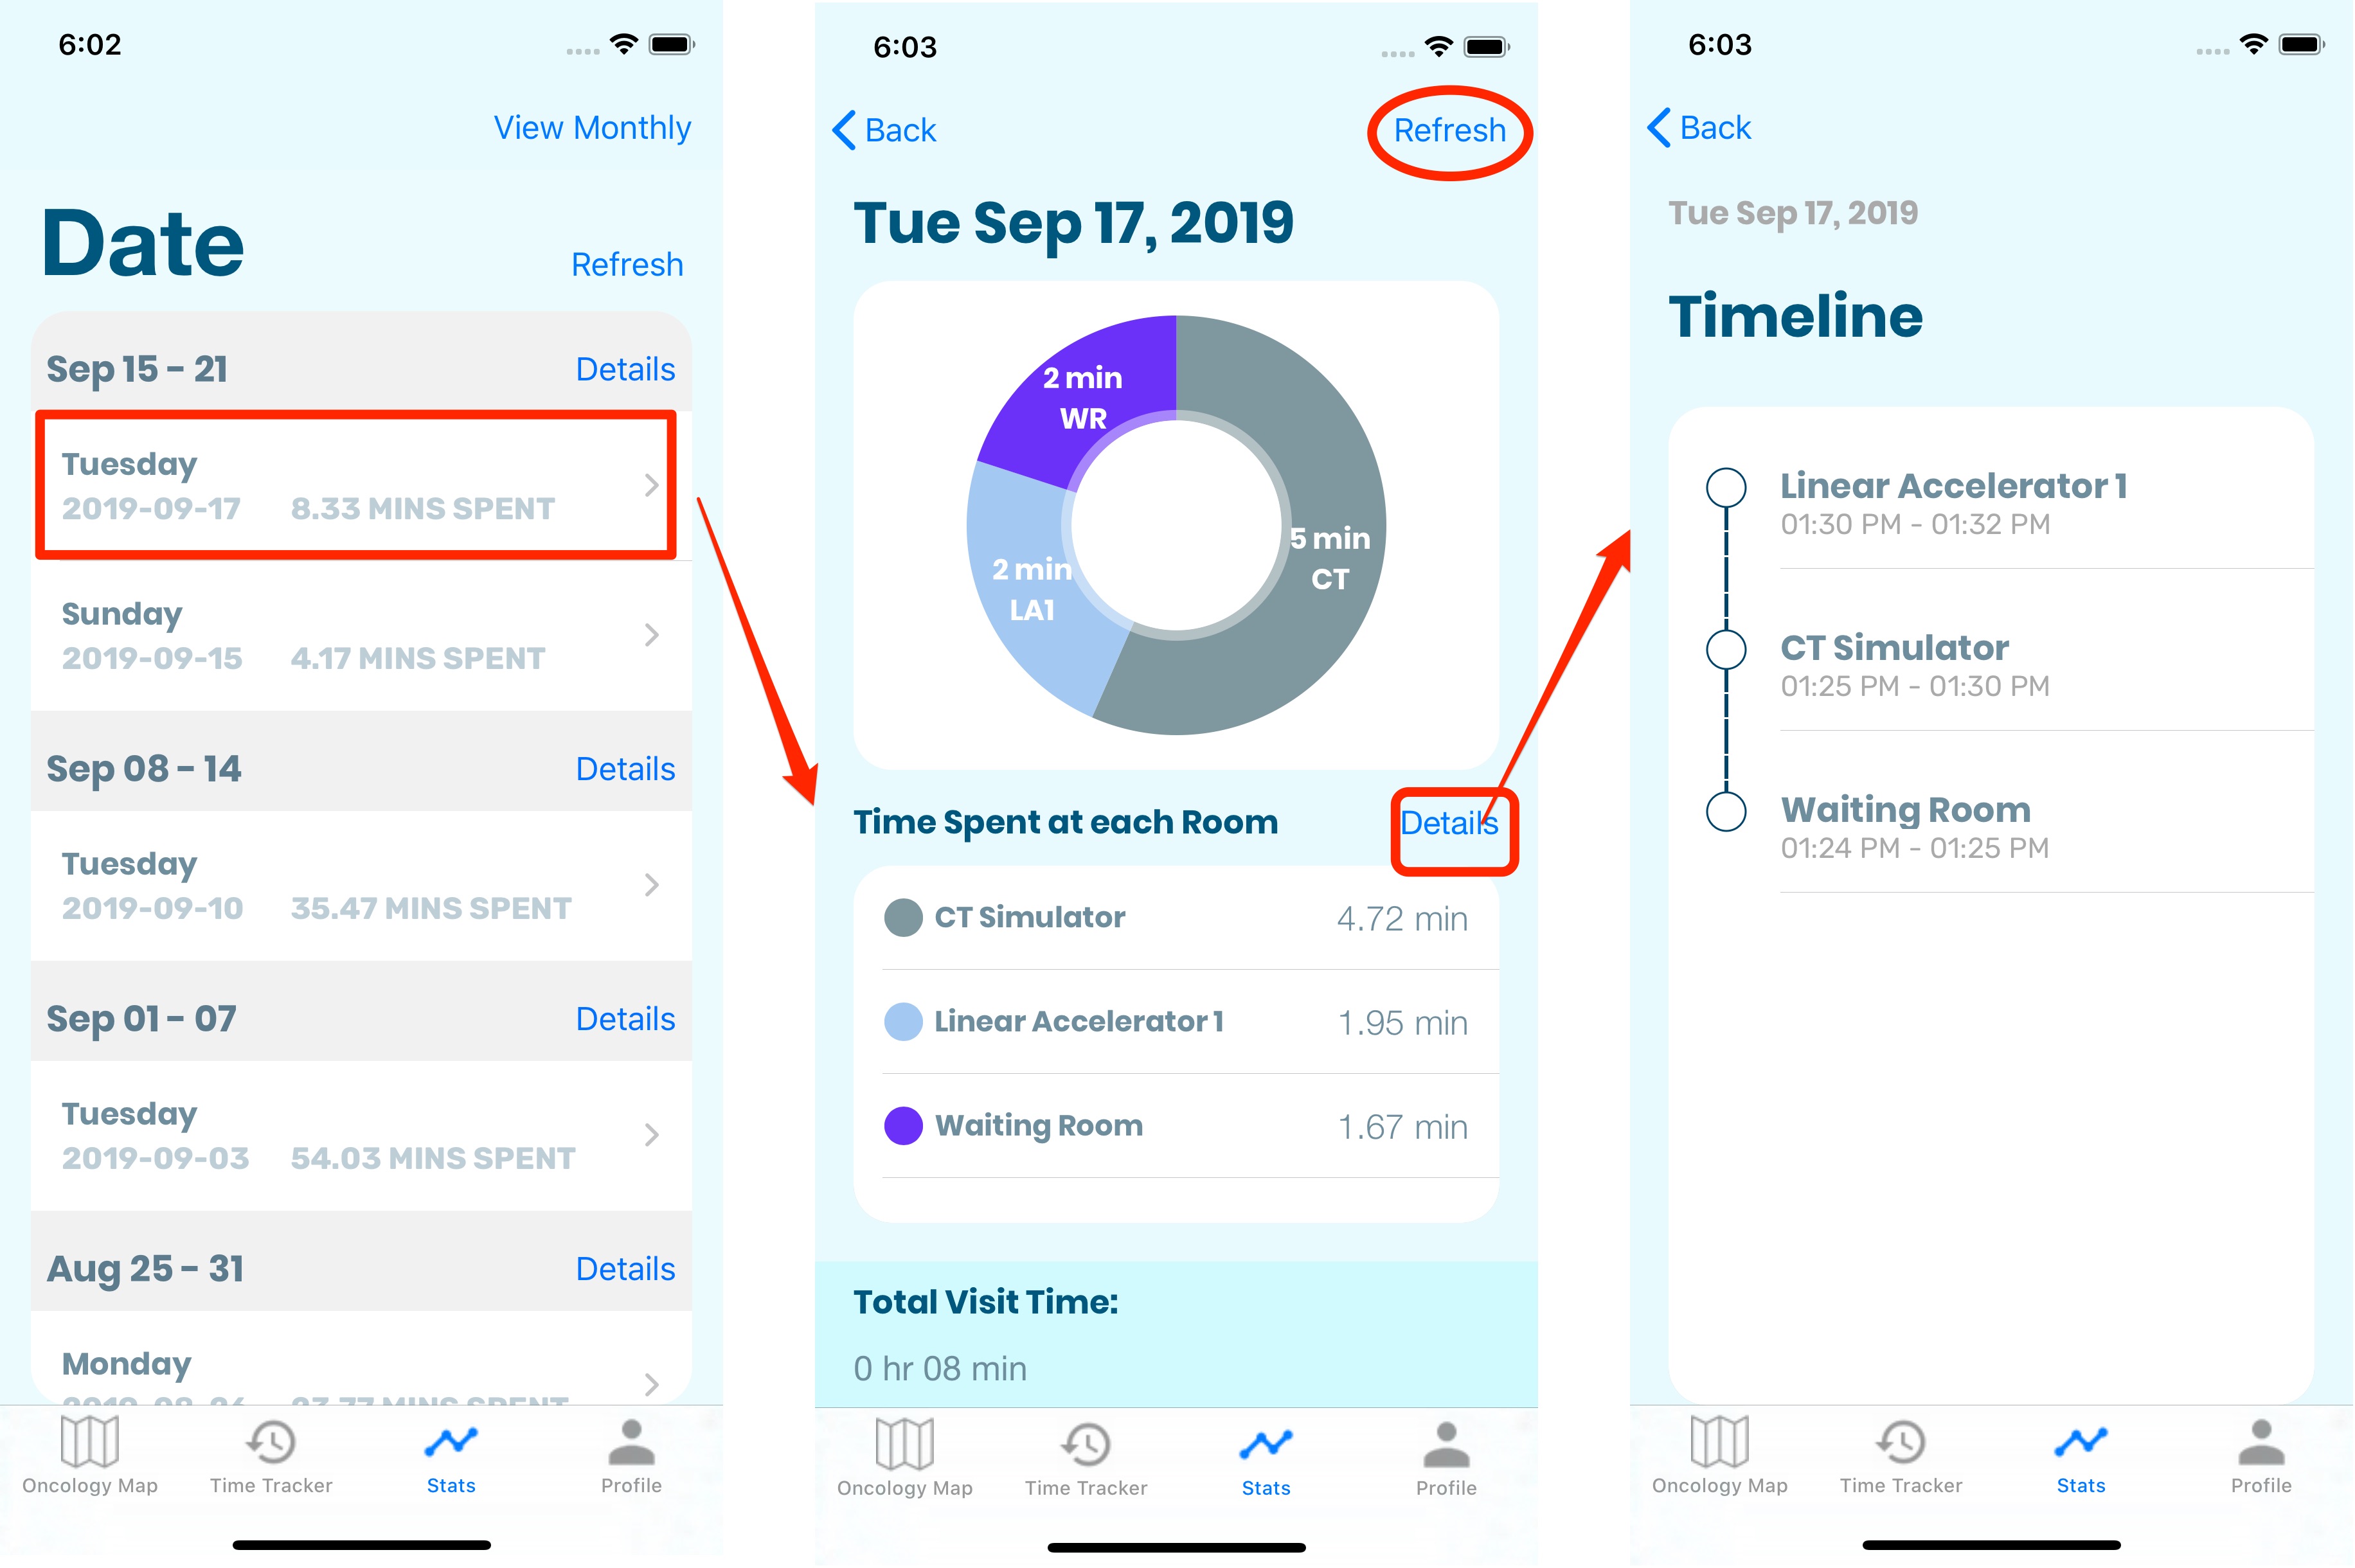 6:02
View Monthly
Date
Refresh
Sep 15 - 21
Details
Tuesday
2019-09-17 8.33 MINS SPENT
Sunday
2019-09-15 4.17 MINS SPENT
Sep 08 - 14
Details
Tuesday
2019-09-10 35.47 MINS SPENT
Sep 01 - 07
Details
Tuesday
2019-09-03 54.03 MINS SPENT
Aug 25 - 31
Details
Monday
MINS SPENT
Oncology Map
Time Tracker
Stats
Profile
6:03
Back
Refresh
Tue Sep 17, 2019
2 min
WR
5 min
CT
2 min
LA1
Time Spent at each Room
Details
CT Simulator 4.72 min
Linear Accelerator 1 1.95 min
Waiting Room 1.67 min
Total Visit Time:
0 hr 08 min
Oncology Map
Time Tracker
Stats
Profile
6:03
Back
Tue Sep 17, 2019
Timeline
Linear Accelerator 1
01:30 PM - 01:32 PM
CT Simulator
01:25 PM - 01:30 PM
Waiting Room
01:24 PM - 01:25 PM
Oncology Map
Time Tracker
Stats
Profile